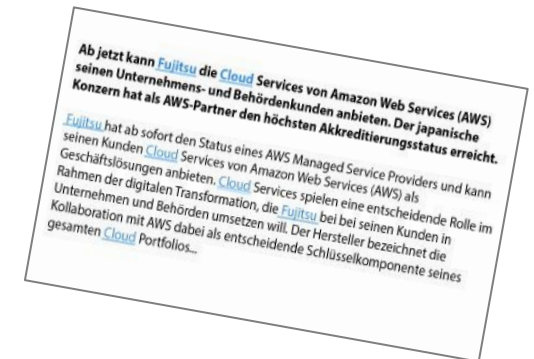 Ab jetzt kann Fujitsu die Cloud Services von Amazon Web Services (AWS)
seinen Unternehmens- und Behördenkunden anbieten. Der japanische
Konzern hat als AWS-Partner den höchsten Akkreditierungsstatus erreicht.
Fujitsu hat ab sofort den Status eines AWS Managed Service Providers und kann
seinen Kunden Cloud Services von Amazon Web Services (AWS) als
Geschäftslösungen anbieten. Cloud Services spielen eine entscheidende Rolle im
Rahmen der digitalen Transformation, die Fujitsu bei bei seinen Kunden in
Unternehmen und Behörden umsetzen will. Der Hersteller bezeichnet die
Kollaboration mit AWS dabei als entscheidende Schlüsselkomponente seines
gesamten Cloud Portfolios...